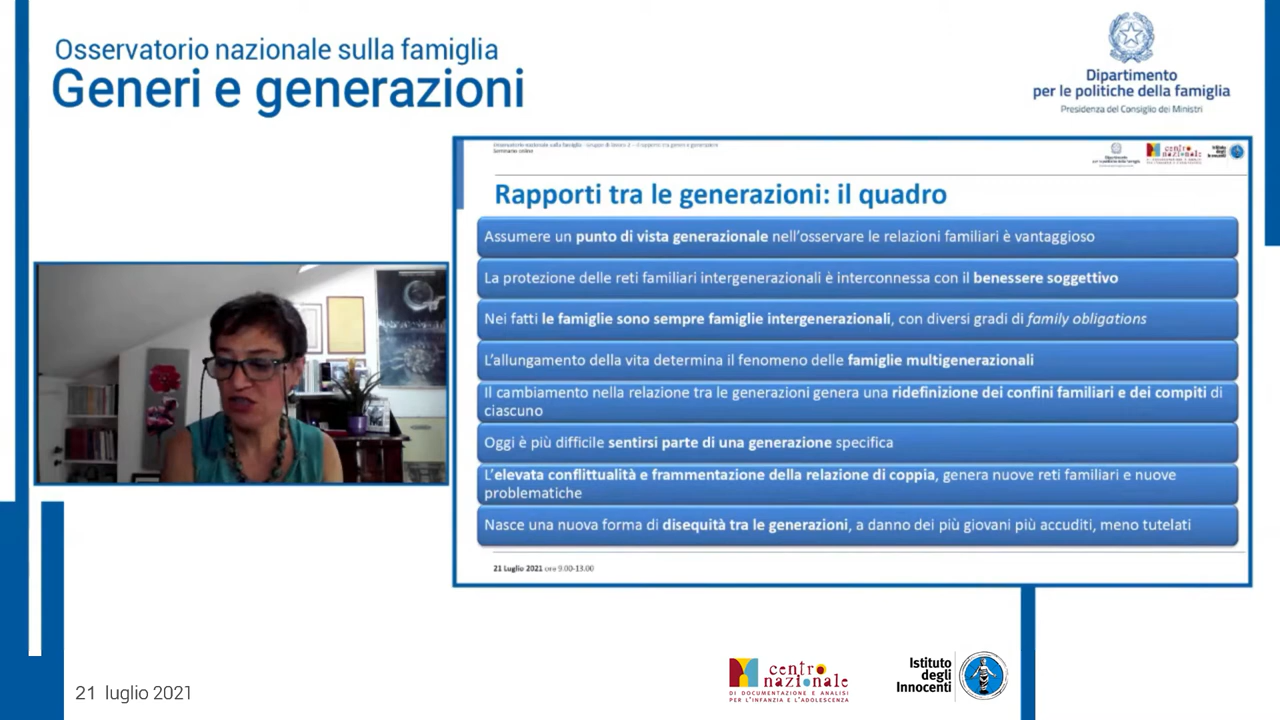 Osservatorio nazionale sulla famiglia
Generi e generazioni
Dipartimento
per le politiche della famiglia
Presidenza del Consiglio dei Ministri
Osservatorio nazionale sulla famiglia
Seminario online
Rapporti tra le generazioni: il quadro
Assumere un punto di vista generazionale nell'osservare le relazioni familiari è vantaggioso
La protezione delle reti familiari intergenerazionali è interconnessa con il benessere soggettivo
Nei fatti le famiglie sono sempre famiglie intergenerazionali, con diversi gradi di family obligations
L'allungamento della vita determina il fenomeno delle famiglie multigenerazionali
Il cambiamento nella relazione tra le generazioni genera una ridefinizione dei confini familiari e dei compiti di
ciascuno
Oggi è più difficile sentirsi parte di una generazione specifica
L'elevata conflittualità e frammentazione della relazione di coppia, genera nuove reti familiari e nuove
problematiche
Nasce una nuova forma di disequità tra le generazioni, a danno dei più giovani più accuditi, meno tutelati
21 Luglio 2021 ore 9.00-13.00
21 luglio 2021
centro
nazionale
DI DOCUMENTAZIONE E ANALISI
PER L'INFANZIA E L'ADOLESCENZA
Istituto
degli
Innocenti